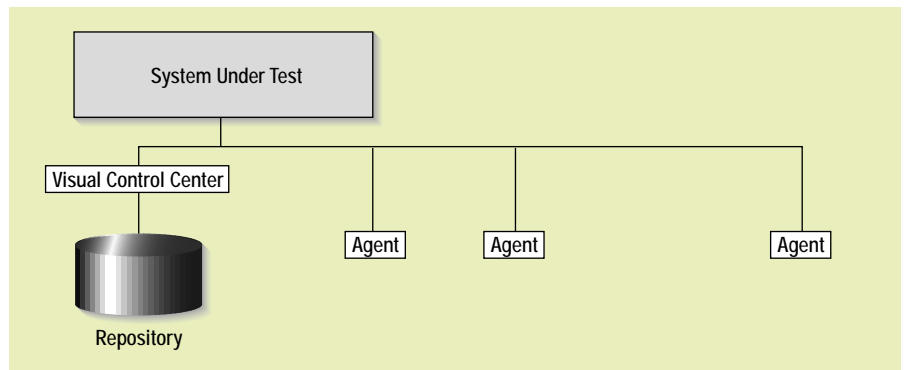 System Under Test
Visual Control Center
Agent
Agent
Agent
Repository